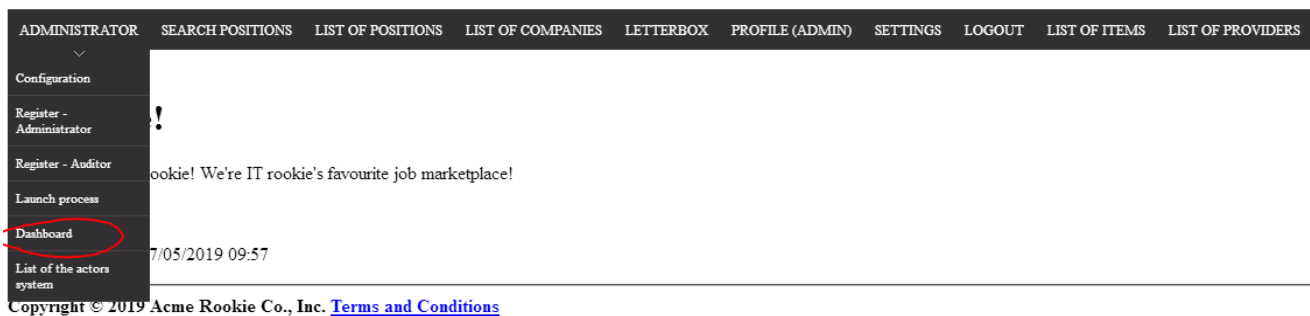 ADMINISTRATOR SEARCH POSITIONS LIST OF POSITIONS LIST OF COMPANIES LETTERBOX PROFILE (ADMIN) SETTINGS LOGOUT LIST OF ITEMS LIST OF PROVIDERS
Configuration
Register -
Administrator
!
Register - Auditor
ookie! We're IT rookie's favourite job marketplace!
Launch process
Dashboard
7/05/2019 09:57
List of the actors
system
Copyright © 2019 Acme Rookie Co., Inc. Terms and Conditions